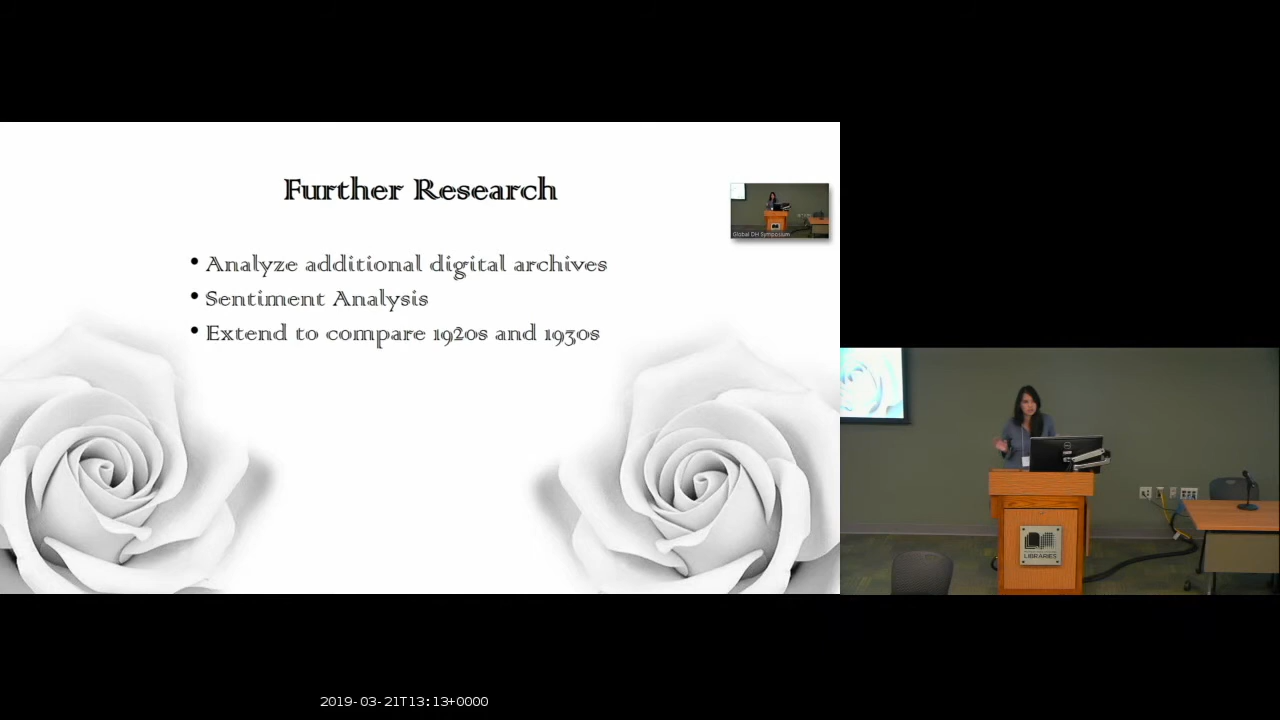 Further Research
Global DH Symposium
• Analyze additional digital archives
• Sentiment Analysis
• Extend to compare 1920s and 1930s
LIBRARIES
2019-03-21T13:13+0000